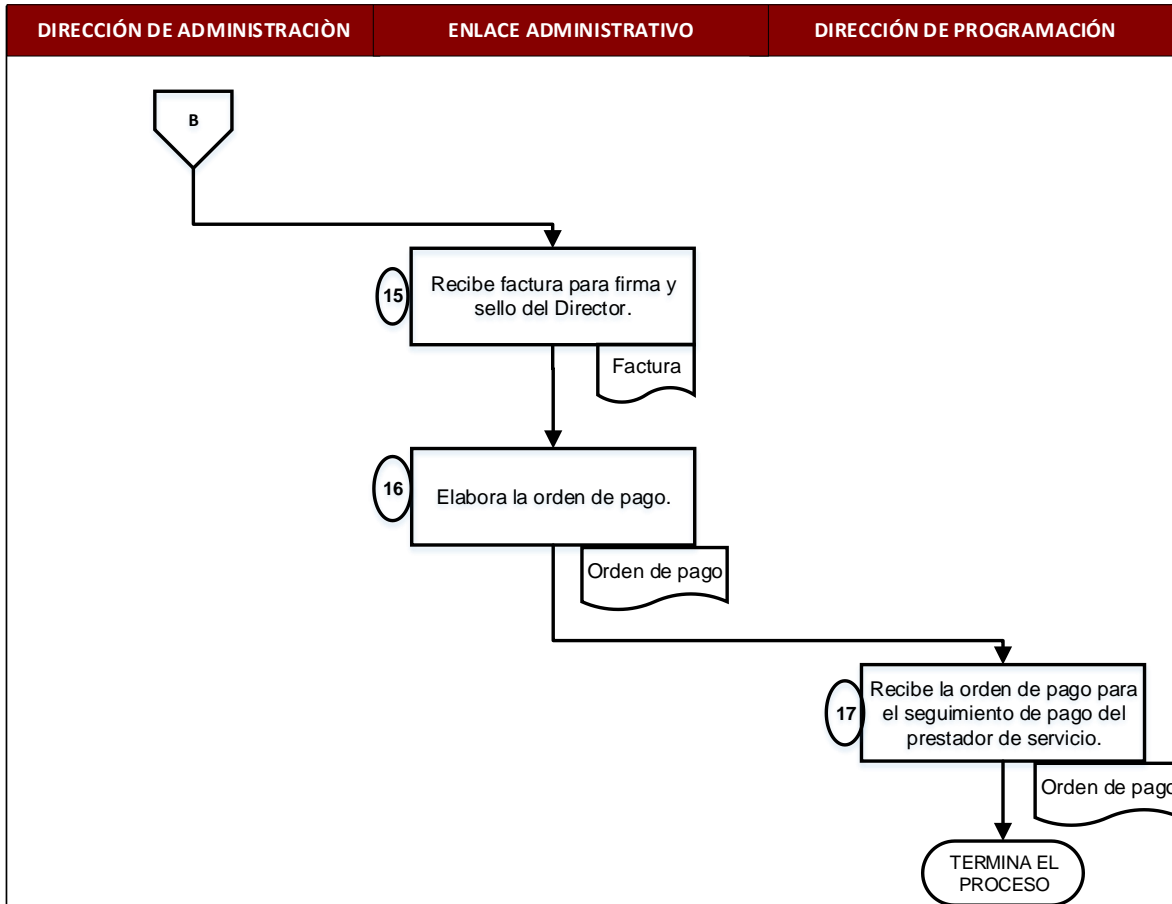 DIRECCIÓN DE ADMINISTRACIÒN
ENLACE ADMINISTRATIVO
DIRECCIÓN DE PROGRAMACIÓN
B
15
Recibe factura para firma y
sello del Director.
Factura
16
Elabora la orden de pago.
Orden de pago
17
Recibe la orden de pago para
el seguimiento de pago del
prestador de servicio.
Orden de pago
TERMINA EL
PROCESO